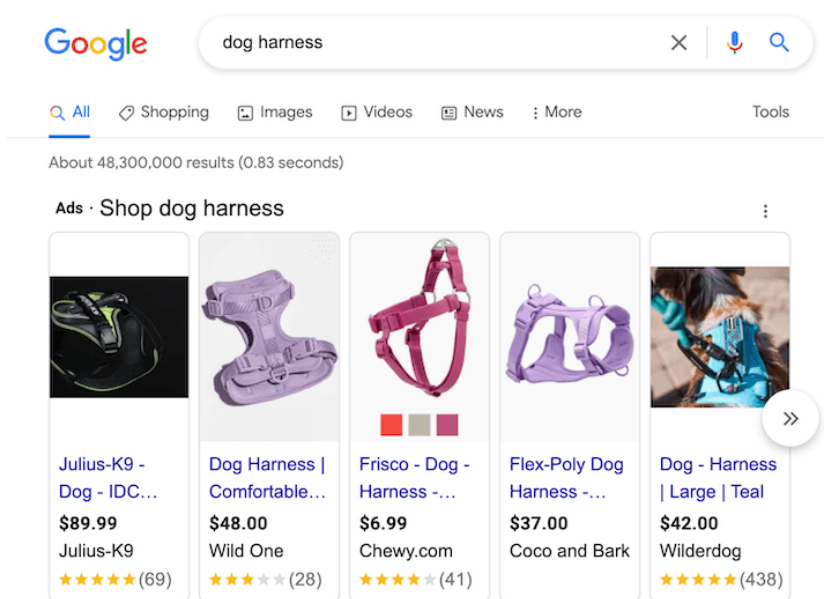 Google
dog harness
All Shopping Images Videos News More Tools
About 48,300,000 results (0.83 seconds)
Ads · Shop dog harness
Julius-K9 -
Dog - IDC...
$89.99
Julius-K9
(69)
Dog Harness |
Comfortable...
$48.00
Wild One
(28)
Frisco - Dog -
Harness -...
$6.99
Chewy.com
(41)
Flex-Poly Dog
Harness -...
$37.00
Coco and Bark
Dog - Harness
| Large | Teal
$42.00
Wilderdog
(438)